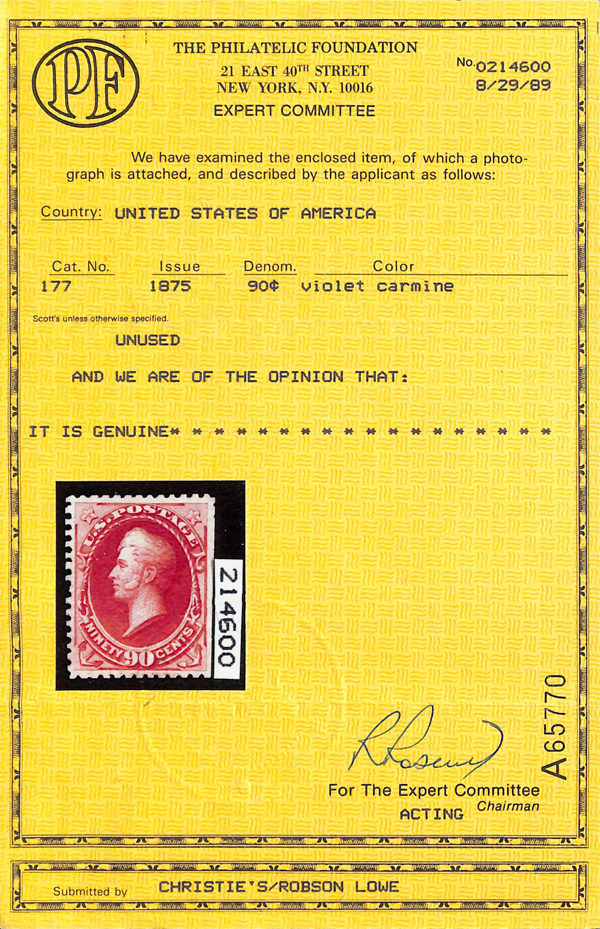 PF
THE PHILATELIC FOUNDATION
21 EAST 40TH STREET
NEW YORK, N.Y. 10016
EXPERT COMMITTEE
No. 0214600
8/29/89
We have examined the enclosed item, of which a photo-
graph is attached, and described by the applicant as follows:
Country: UNITED STATES OF AMERICA
Cat. No. Issue Denom. Color
177 1875 90¢ violet carmine
Scott's unless otherwise specified.
UNUSED
AND WE ARE OF THE OPINION THAT:
IT IS GENUINE* * * * * * * * * * * * * * * * * *
U.S. POSTAGE
NINETY 90 CENTS
214600
A65770
For The Expert Committee
ACTING Chairman
Submitted by CHRISTIE'S/ROBSON LOWE